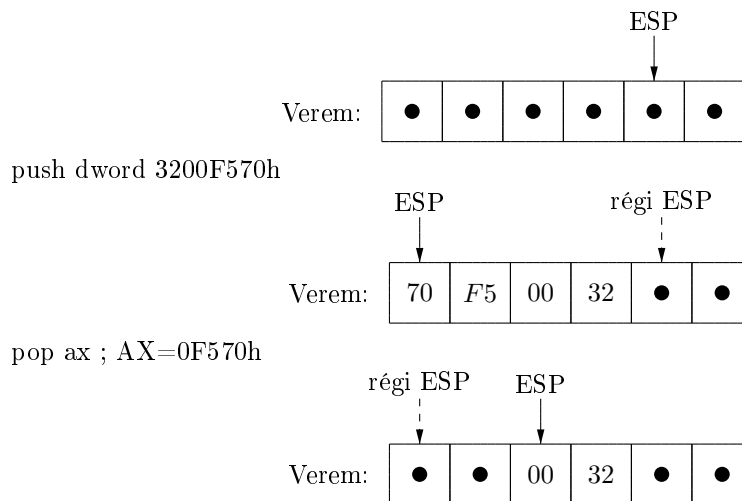 ESP
Verem:
push dword 3200F570h
ESP régi ESP
Verem: 70 F5 00 32
pop ax ; AX=0F570h
régi ESP ESP
Verem: 00 32